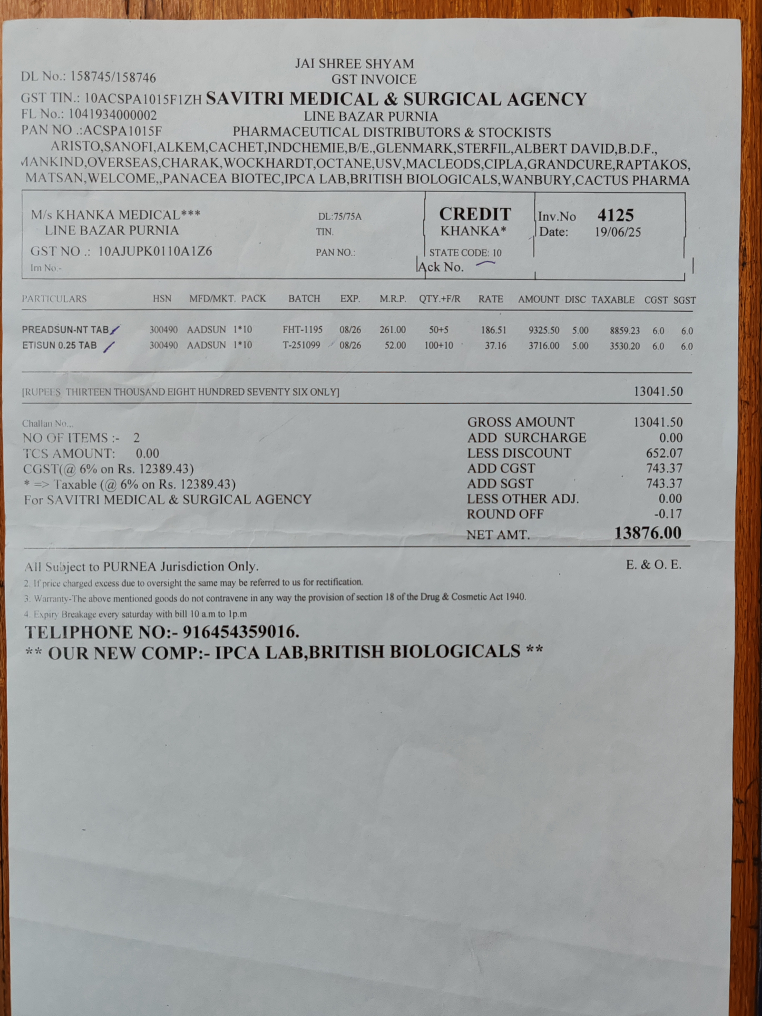 JAI SHREE SHYAM
DL No.: 158745/158746 GST INVOICE
GST TIN.: 10ACSPA1015F1ZH SAVITRI MEDICAL & SURGICAL AGENCY
FL No.: 1041934000002 LINE BAZAR PURNIA
PAN NO .:ACSPA1015F PHARMACEUTICAL DISTRIBUTORS & STOCKISTS
ARISTO,SANOFI,ALKEM,CACHET,INDCHEMIE,B/E.,GLENMARK,STERFIL,ALBERT DAVID,B.D.F.,
MANKIND,OVERSEAS,CHARAK,WOCKHARDT,OCTANE,USV,MACLEODS,CIPLA,GRANDCURE,RAPTAKOS,
MATSAN,WELCOME,,PANACEA BIOTEC,IPCA LAB,BRITISH BIOLOGICALS,WANBURY,CACTUS PHARMA
M/s KHANKA MEDICAL*** DL:75/75A CREDIT Inv.No 4125
LINE BAZAR PURNIA TIN. KHANKA* Date: 19/06/25
GST NO .: 10AJUPK0110A1Z6 PAN NO.: STATE CODE: 10
Irn No.- Ack No.
PARTICULARS HSN MFD/MKT. PACK BATCH EXP. M.R.P. QTY.+F/R RATE AMOUNT DISC TAXABLE CGST SGST
PREADSUN-NT TAB 300490 AADSUN 1*10 FHT-1195 08/26 261.00 50+5 186.51 9325.50 5.00 8859.23 6.0 6.0
ETISUN 0.25 TAB 300490 AADSUN 1*10 T-251099 08/26 52.00 100+10 37.16 3716.00 5.00 3530.20 6.0 6.0
[RUPEES THIRTEEN THOUSAND EIGHT HUNDRED SEVENTY SIX ONLY] 13041.50
Challan No.,. GROSS AMOUNT 13041.50
NO OF ITEMS :- 2 ADD SURCHARGE 0.00
TCS AMOUNT: 0.00 LESS DISCOUNT 652.07
CGST(@ 6% on Rs. 12389.43) ADD CGST 743.37
* => Taxable (@ 6% on Rs. 12389.43) ADD SGST 743.37
For SAVITRI MEDICAL & SURGICAL AGENCY LESS OTHER ADJ. 0.00
ROUND OFF -0.17
NET AMT. 13876.00
All Subject to PURNEA Jurisdiction Only. E. & O. E.
2. If price charged excess due to oversight the same may be referred to us for rectification.
3. Warranty-The above mentioned goods do not contravene in any way the provision of section 18 of the Drug & Cosmetic Act 1940.
4. Expiry Breakage every saturday with bill 10 a.m to 1p.m
TELIPHONE NO:- 916454359016.
** OUR NEW COMP:- IPCA LAB,BRITISH BIOLOGICALS **